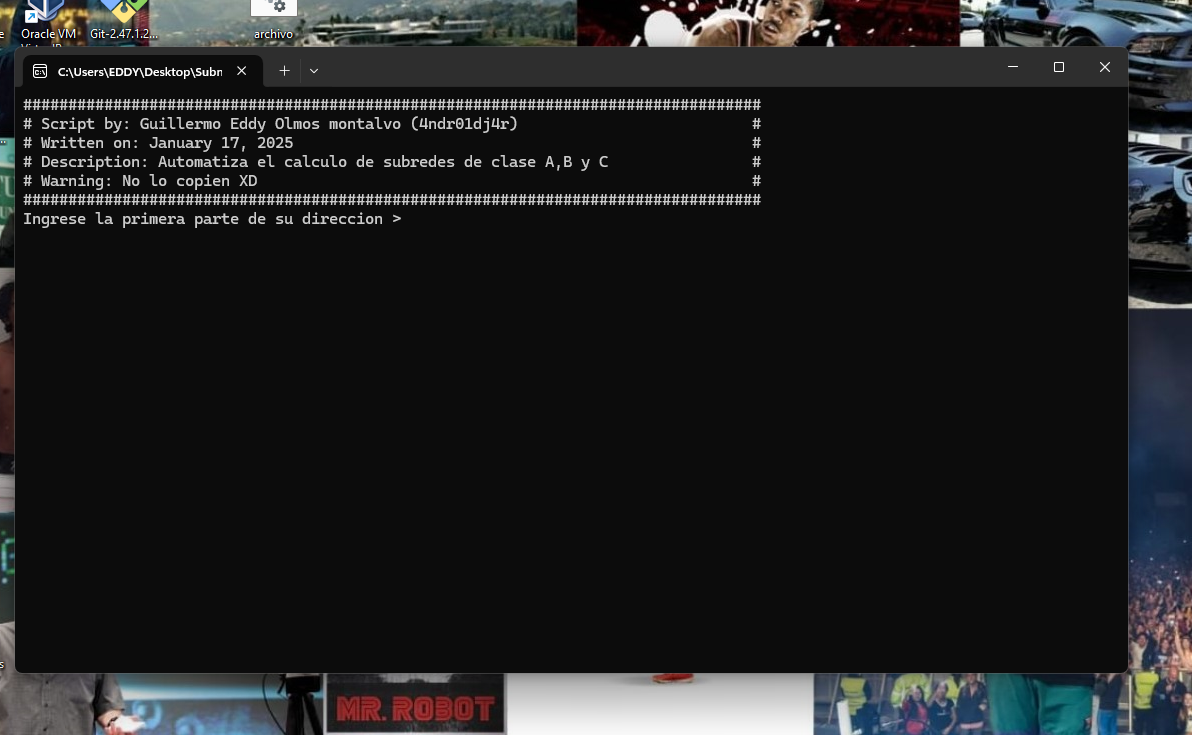 Oracle VM
Git-2.47.1.2...
archivo
C:\Users\EDDY\Desktop\Subn
################################################################################## 
# Script by: Guillermo Eddy Olmos montalvo (4ndr01dj4r)                          #
# Written on: January 17, 2025                                                   #
# Description: Automatiza el calculo de subredes de clase A,B y C                #
# Warning: No lo copien XD                                                       #
##################################################################################
Ingrese la primera parte de su direccion >
MR. ROBOT